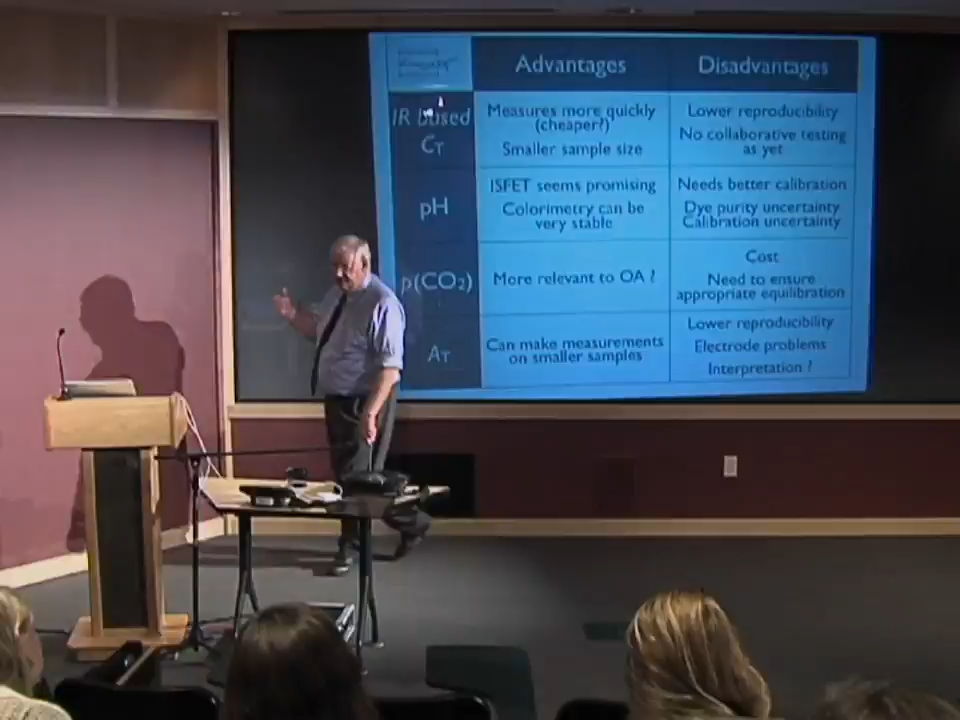 Advantages
Disadvantages
IR based
CT
Measures more quickly
(cheaper?)
Smaller sample size
Lower reproducibility
No collaborative testing
as yet
pH
ISFET seems promising
Colorimetry can be
very stable
Needs better calibration
Dye purity uncertainty
Calibration uncertainty
p(CO₂)
More relevant to OA ?
Cost
Need to ensure
appropriate equilibration
AT
Can make measurements
on smaller samples
Lower reproducibility
Electrode problems
Interpretation ?